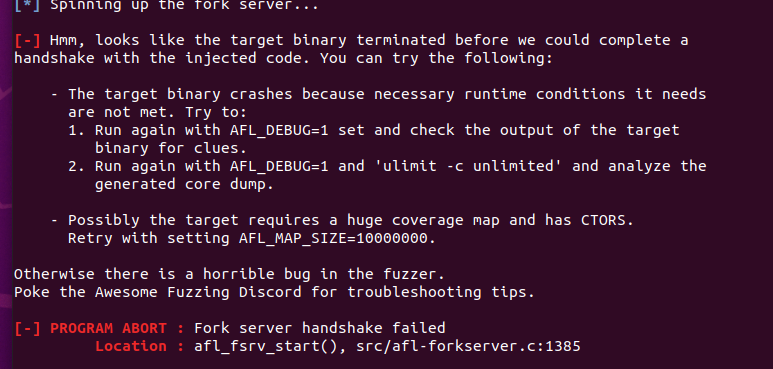 [*] Spinning up the fork server...
[-] Hmm, looks like the target binary terminated before we could complete a
handshake with the injected code. You can try the following:
- The target binary crashes because necessary runtime conditions it needs
are not met. Try to:
1. Run again with AFL_DEBUG=1 set and check the output of the target
binary for clues.
2. Run again with AFL_DEBUG=1 and 'ulimit -c unlimited' and analyze the
generated core dump.
- Possibly the target requires a huge coverage map and has CTORS.
Retry with setting AFL_MAP_SIZE=10000000.
Otherwise there is a horrible bug in the fuzzer.
Poke the Awesome Fuzzing Discord for troubleshooting tips.
[-] PROGRAM ABORT : Fork server handshake failed
Location : afl_fsrv_start(), src/afl-forkserver.c:1385